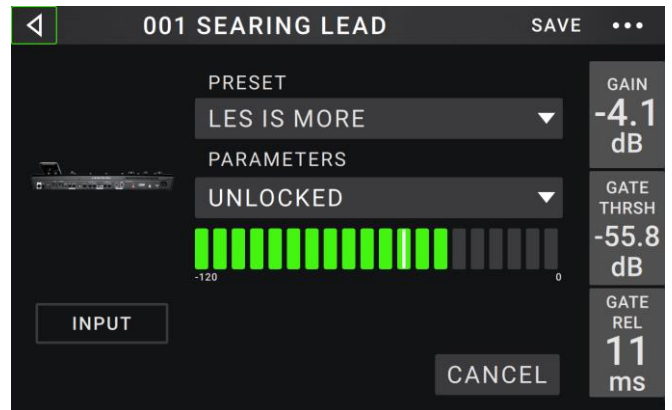 001 SEARING LEAD
SAVE
PRESET
LES IS MORE
PARAMETERS
UNLOCKED
-120
0
INPUT
CANCEL
GAIN
-4.1
dB
GATE
THRSH
-55.8
dB
GATE
REL
11
ms